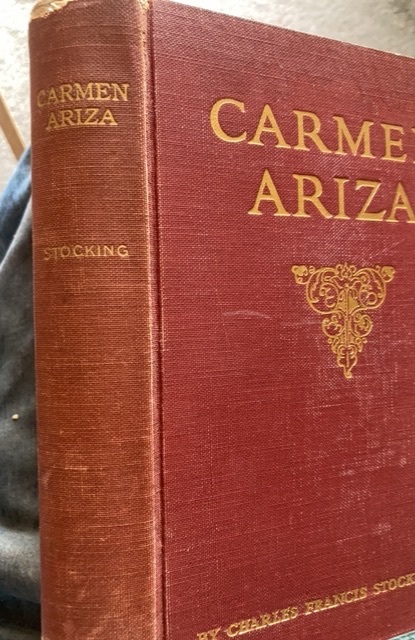 CARMEN
ARIZA
STOCKING
CARME
ARIZA
BY CHARLES FRANCIS STOCK